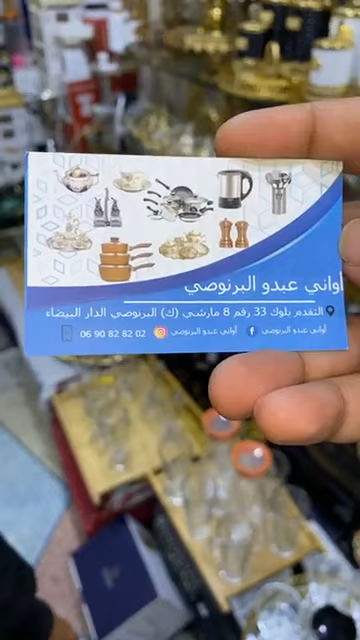 أواني عبدو البرنوصي
التقدم بلوك 33 رقم 8 مارشي (ك) البرنوصي الدار البيضاء
أواني عبدو البرنوصي أواني عبدو البرنوصي 06 90 82 82 02